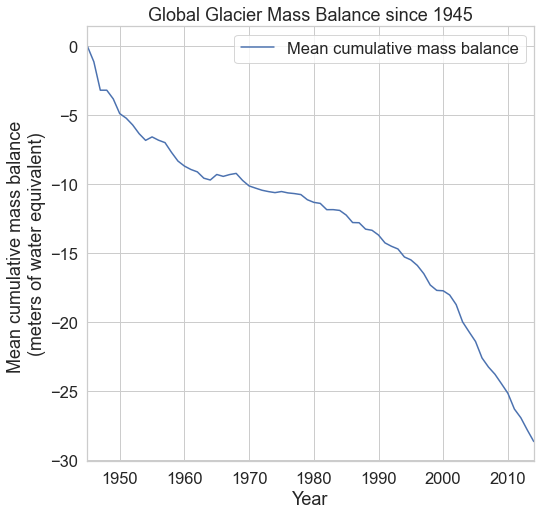 Global Glacier Mass Balance since 1945
Mean cumulative mass balance
Mean cumulative mass balance
(meters of water equivalent)
0
−5
−10
−15
−20
−25
−30
1950
1960
1970
1980
1990
2000
2010
Year